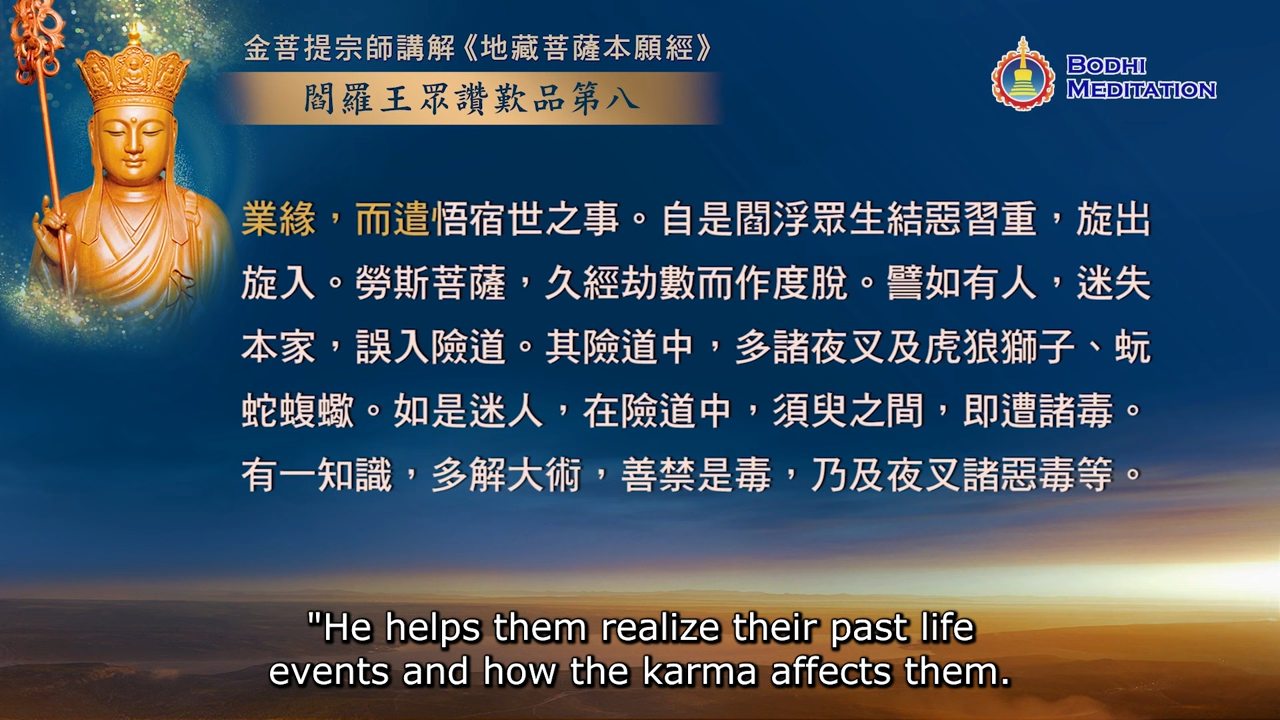 金菩提宗師講解《地藏菩薩本願經》
閻羅王眾讚歎品第八
BODHI
MEDITATION
業緣，而遣悟宿世之事。自是閻浮眾生結惡習重，旋出
旋入。勞斯菩薩，久經劫數而作度脫。譬如有人，迷失
本家，誤入險道。其險道中，多諸夜叉及虎狼獅子、蚖
蛇蝮蠍。如是迷人，在險道中，須臾之間，即遭諸毒。
有一知識，多解大術，善禁是毒，乃及夜叉諸惡毒等。
"He helps them realize their past life
events and how the karma affects them.